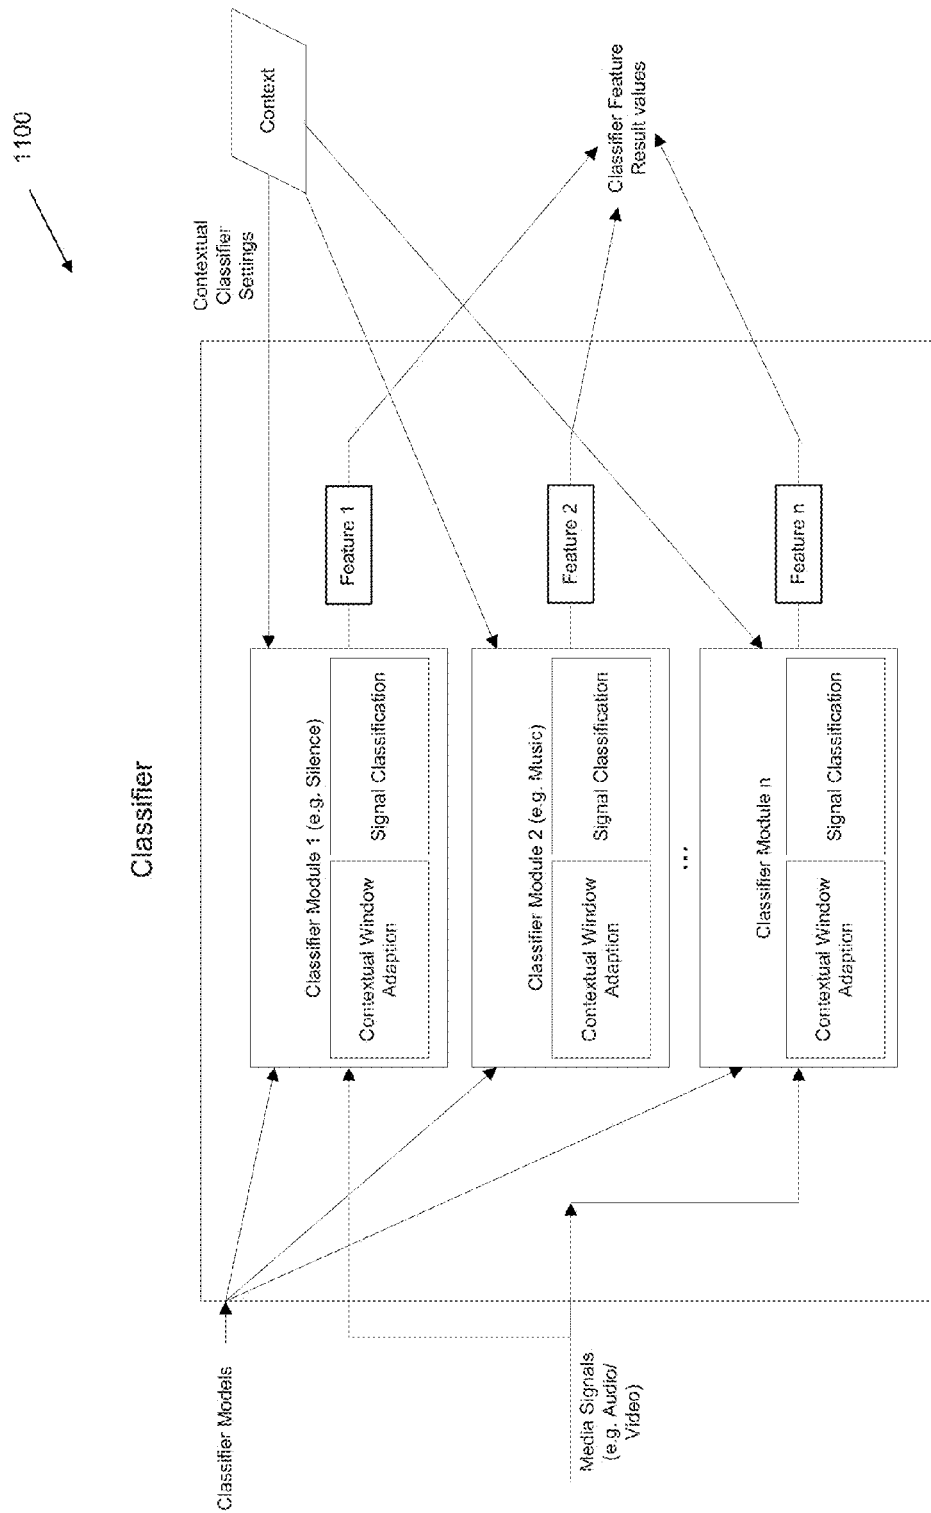 1100
Classifier
Context
Contextual
Classifier
Settings
Classifier Models
Classifier Module 1 (e.g. Silence)
Contextual Window
Adaption
Signal Classification
Feature 1
Classifier Module 2 (e.g. Music)
Contextual Window
Adaption
Signal Classification
Feature 2
Classifier Feature
Result values
Media Signals
(e.g. Audio/
Video)
...
Classifier Module n
Contextual Window
Adaption
Signal Classification
Feature n